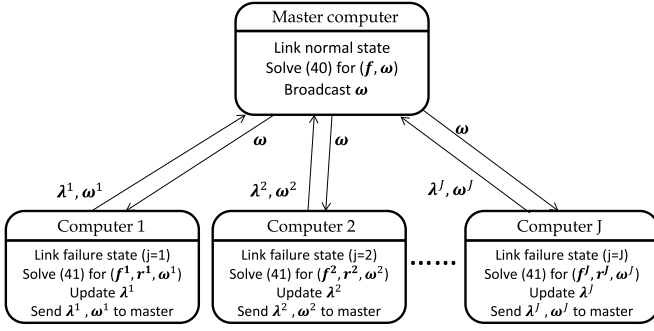 Master computer
Link normal state
Solve (40) for (f, ω)
Broadcast ω
ω
ω
ω
λ¹, ω¹
λ², ω²
λᴶ, ωᴶ
Computer 1
Link failure state (j=1)
Solve (41) for (f¹, r¹, ω¹)
Update λ¹
Send λ¹ , ω¹ to master
Computer 2
Link failure state (j=2)
Solve (41) for (f², r², ω²)
Update λ²
Send λ² , ω² to master
......
Computer J
Link failure state (j=J)
Solve (41) for (fᴶ, rᴶ, ωᴶ)
Update λᴶ
Send λᴶ , ωᴶ to master